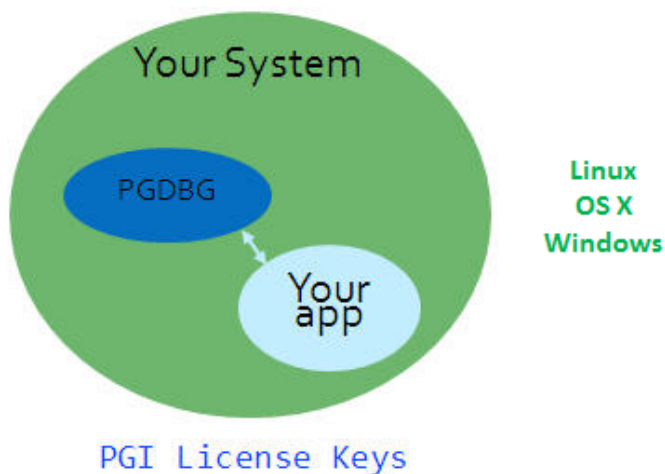 Your System
PGDBG
Your
app
Linux
OS X
Windows
PGI License Keys